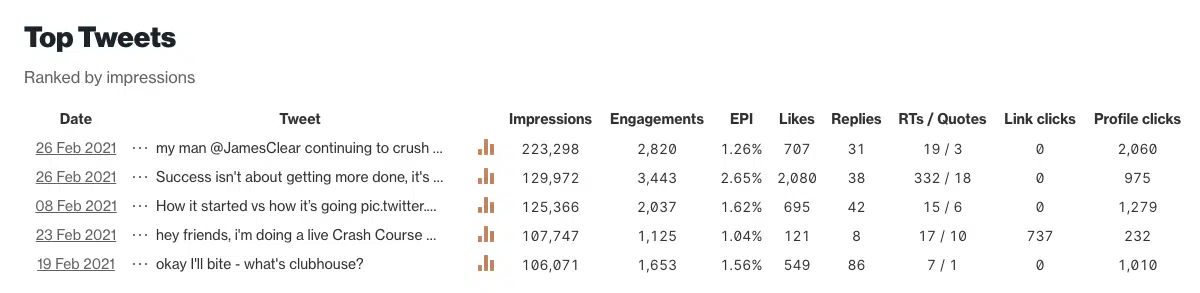 Top Tweets
Ranked by impressions
Date Tweet Impressions Engagements EPI Likes Replies RTs / Quotes Link clicks Profile clicks
26 Feb 2021 ··· my man @JamesClear continuing to crush ... 223,298 2,820 1.26% 707 31 19 / 3 0 2,060
26 Feb 2021 ··· Success isn't about getting more done, it's ... 129,972 3,443 2.65% 2,080 38 332 / 18 0 975
08 Feb 2021 ··· How it started vs how it’s going pic.twitter.... 125,366 2,037 1.62% 695 42 15 / 6 0 1,279
23 Feb 2021 ··· hey friends, i'm doing a live Crash Course ... 107,747 1,125 1.04% 121 8 17 / 10 737 232
19 Feb 2021 ··· okay I'll bite - what's clubhouse? 106,071 1,653 1.56% 549 86 7 / 1 0 1,010